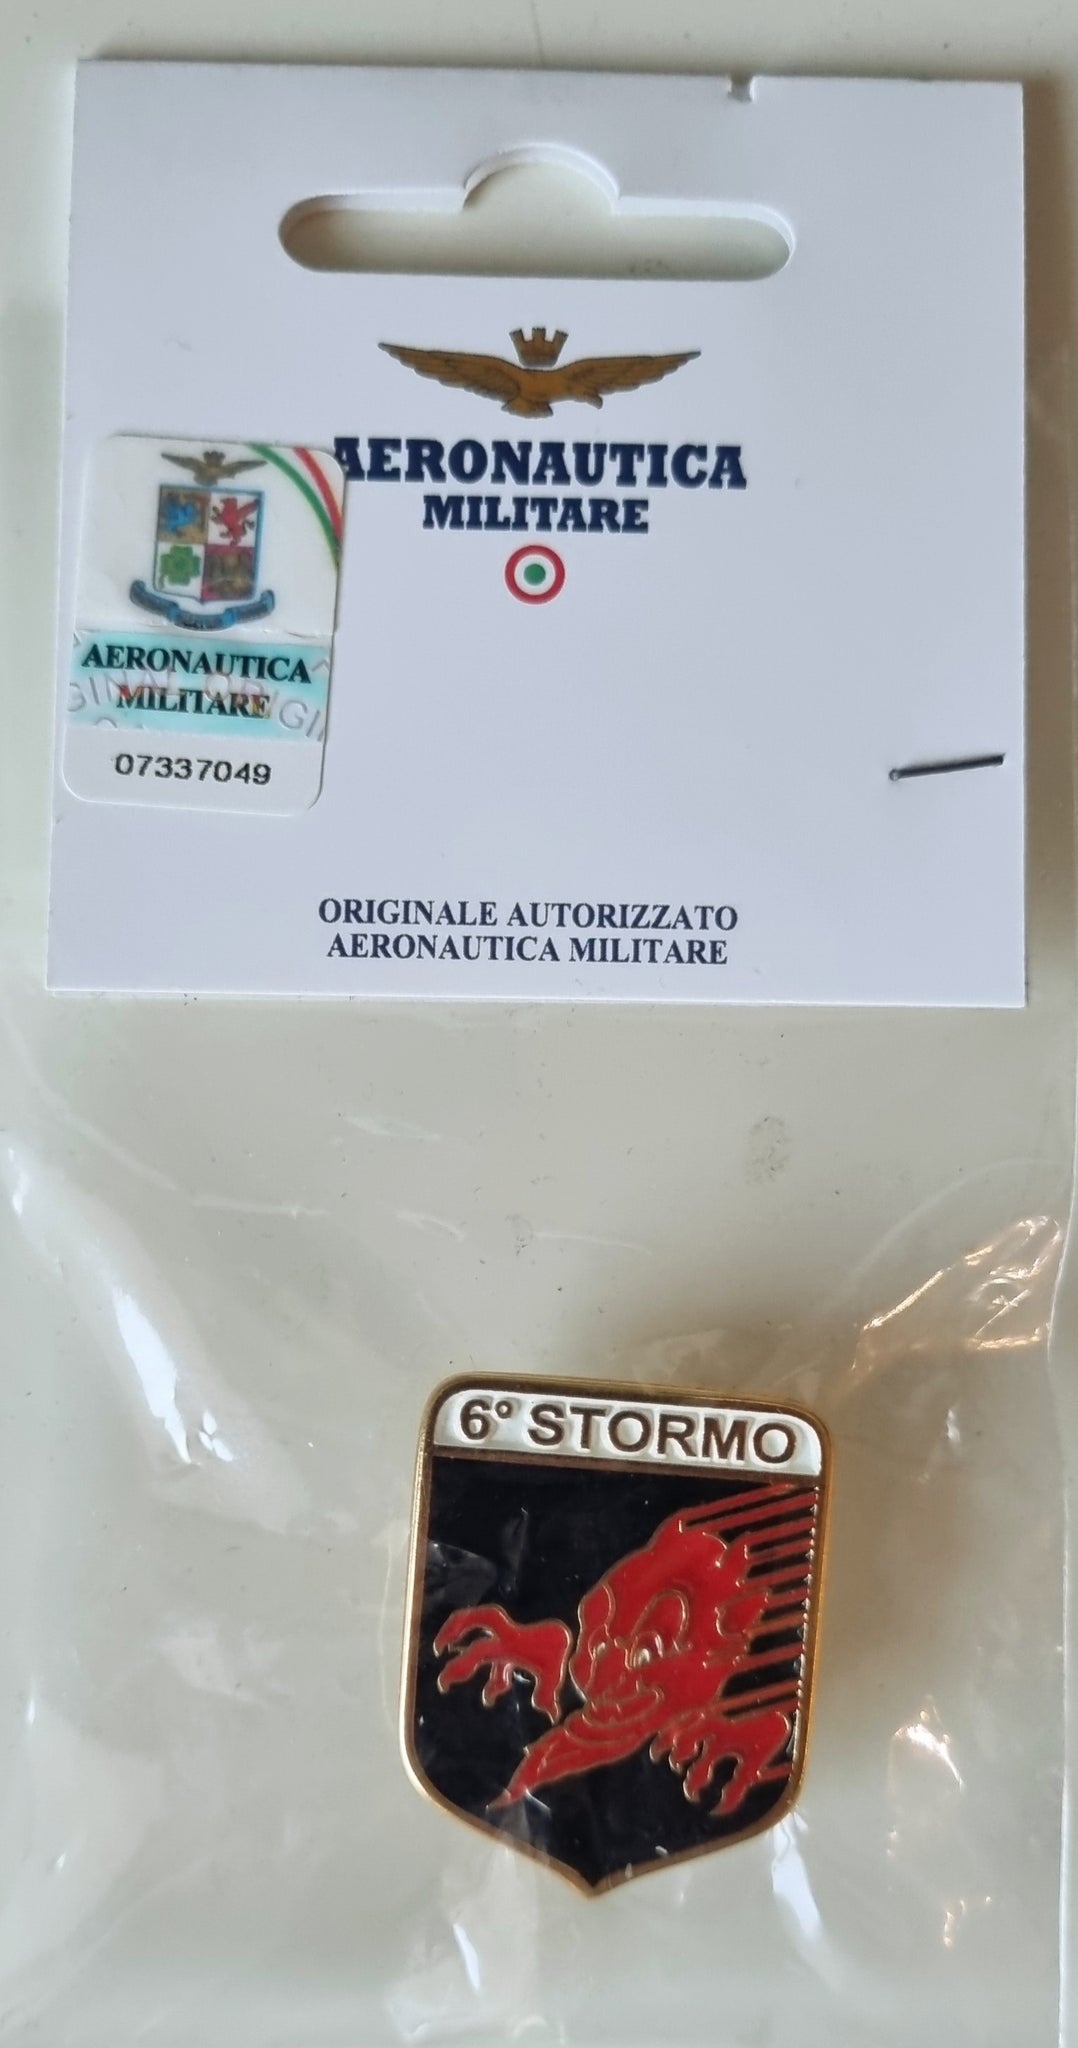 AERONAUTICA
MILITARE
AERONAUTICA
MILITARE
07337049
ORIGINALE AUTORIZZATO
AERONAUTICA MILITARE
6° STORMO